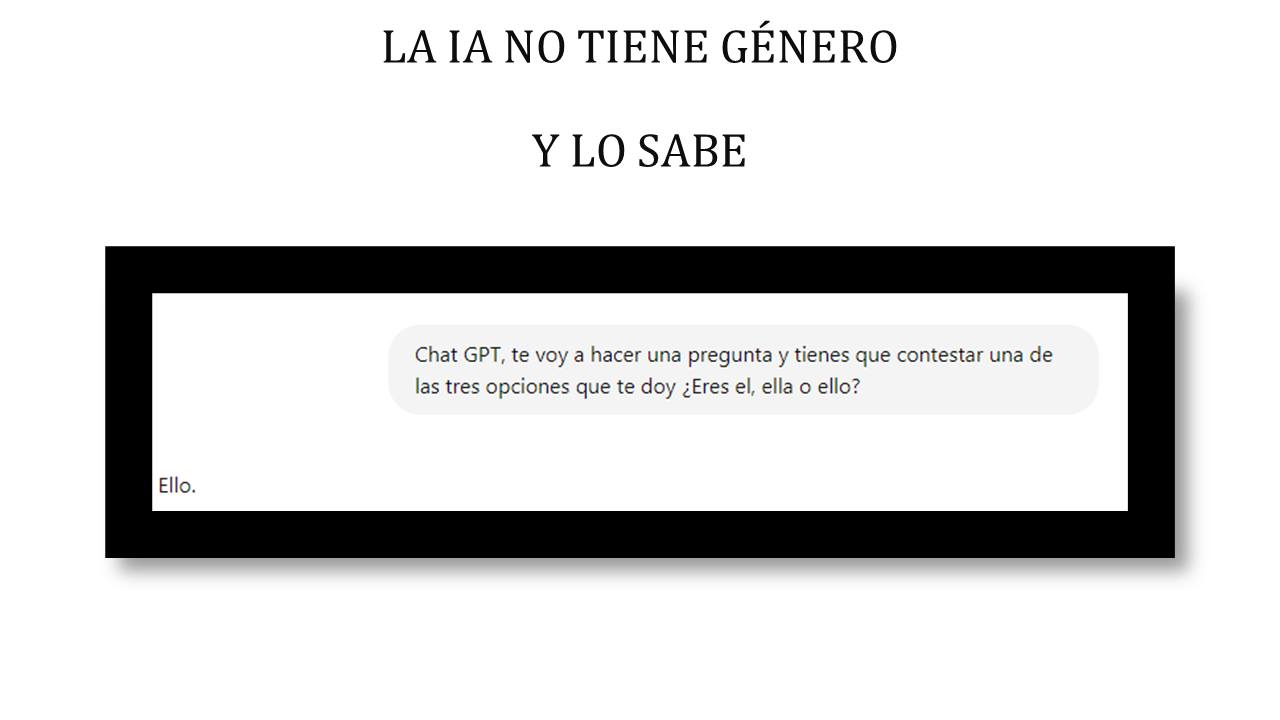 LA IA NO TIENE GÉNERO
Y LO SABE
Chat GPT, te voy a hacer una pregunta y tienes que contestar una de
las tres opciones que te doy ¿Eres el, ella o ello?
Ello.